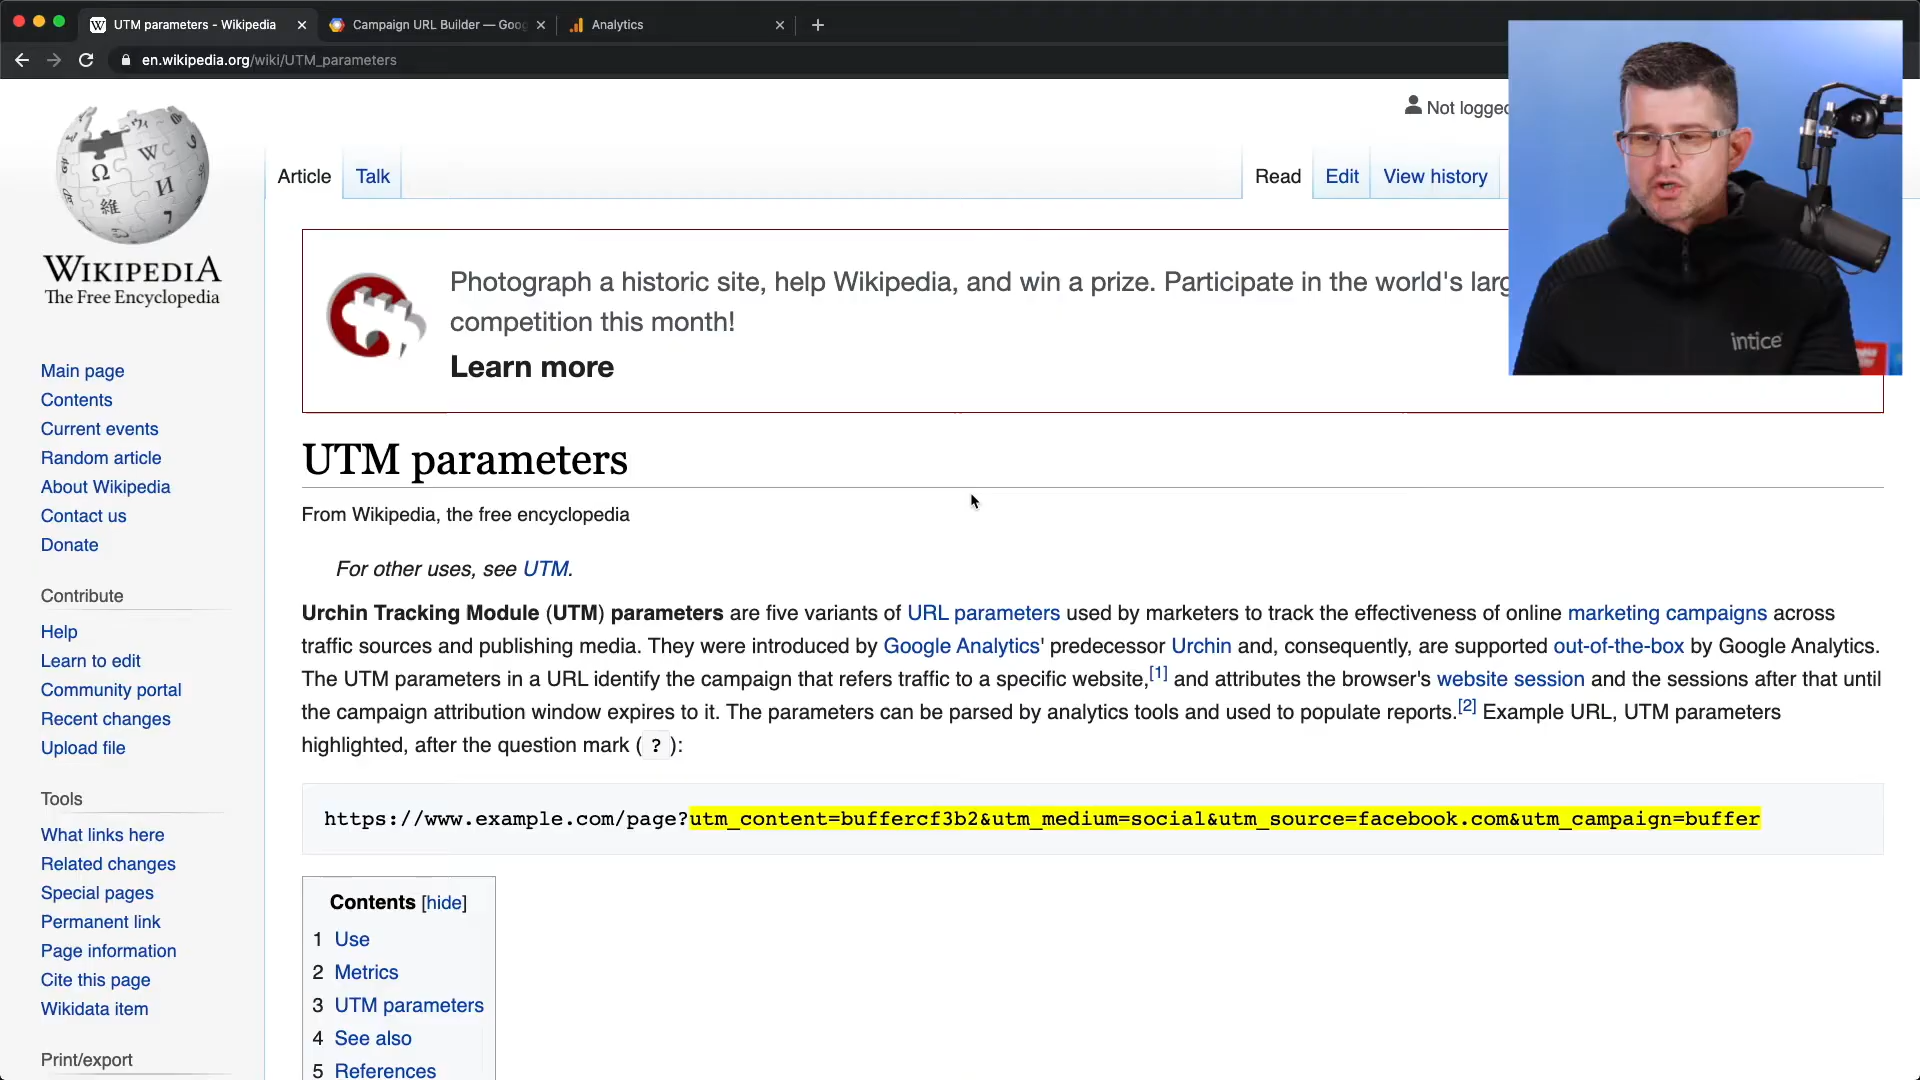 UTM parameters - Wikipedia
Campaign URL Builder — Goog
Analytics
en.wikipedia.org/wiki/UTM_parameters
Not logged
Article
Talk
Read
Edit
View history
WIKIPEDIA
The Free Encyclopedia
intice
Photograph a historic site, help Wikipedia, and win a prize. Participate in the world's larg
competition this month!
Learn more
Main page
Contents
Current events
Random article
About Wikipedia
Contact us
Donate
Contribute
Help
Learn to edit
Community portal
Recent changes
Upload file
Tools
What links here
Related changes
Special pages
Permanent link
Page information
Cite this page
Wikidata item
Print/export
UTM parameters
From Wikipedia, the free encyclopedia
For other uses, see UTM.
Urchin Tracking Module (UTM) parameters are five variants of URL parameters used by marketers to track the effectiveness of online marketing campaigns across
traffic sources and publishing media. They were introduced by Google Analytics' predecessor Urchin and, consequently, are supported out-of-the-box by Google Analytics.
The UTM parameters in a URL identify the campaign that refers traffic to a specific website,[1] and attributes the browser's website session and the sessions after that until
the campaign attribution window expires to it. The parameters can be parsed by analytics tools and used to populate reports.[2] Example URL, UTM parameters
highlighted, after the question mark ( ? ):
https://www.example.com/page?utm_content=buffercf3b2&utm_medium=social&utm_source=facebook.com&utm_campaign=buffer
Contents [hide]
1 Use
2 Metrics
3 UTM parameters
4 See also
5 References